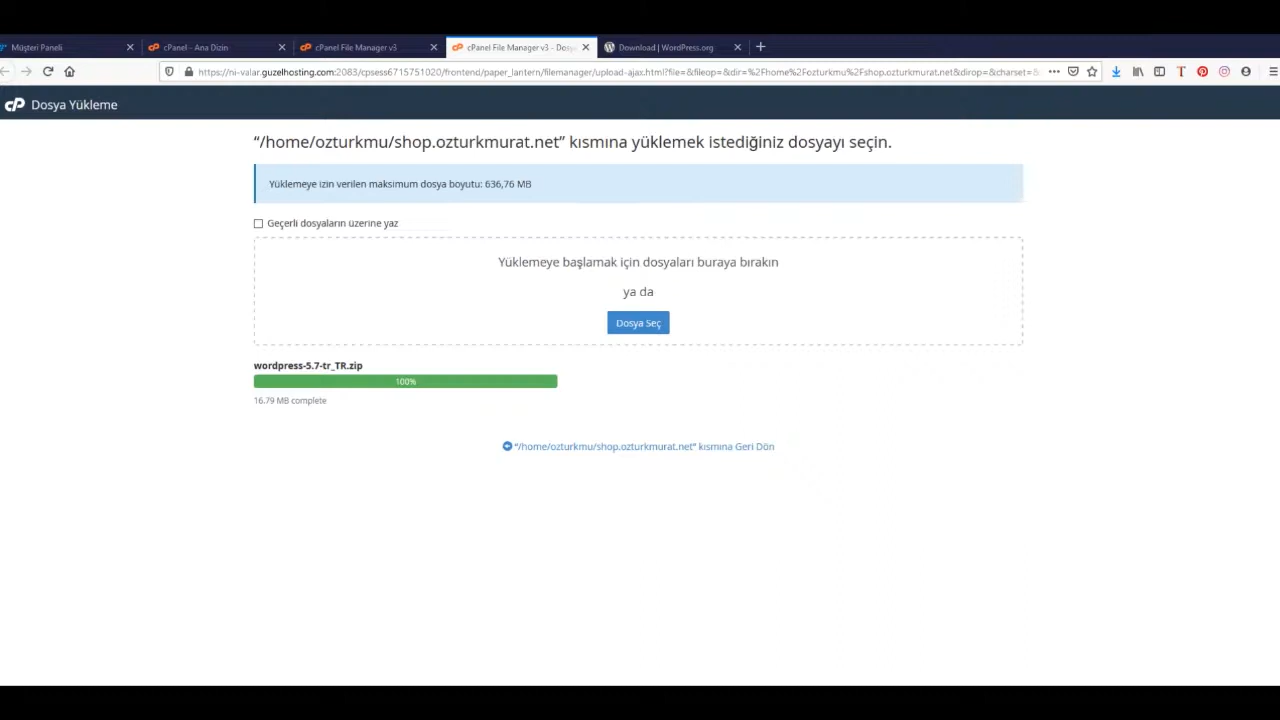 Müşteri Paneli
cPanel - Ana Dizin
cPanel File Manager v3
cPanel File Manager v3 - Dosya
Download | WordPress.org
https://ni-valar.guzelhosting.com:2083/cpsess6715751020/frontend/paper_lantern/filemanager/upload-ajax.html?file=&fileop=&dir=%2Fhome%2Fozturkmu%2Fshop.ozturkmurat.net&dirop=&charset=&
cP Dosya Yükleme
“/home/ozturkmu/shop.ozturkmurat.net” kısmına yüklemek istediğiniz dosyayı seçin.
Yüklemeye izin verilen maksimum dosya boyutu: 636,76 MB
Geçerli dosyaların üzerine yaz
Yüklemeye başlamak için dosyaları buraya bırakın
ya da
Dosya Seç
wordpress-5.7-tr_TR.zip
100%
16.79 MB complete
“/home/ozturkmu/shop.ozturkmurat.net” kısmına Geri Dön